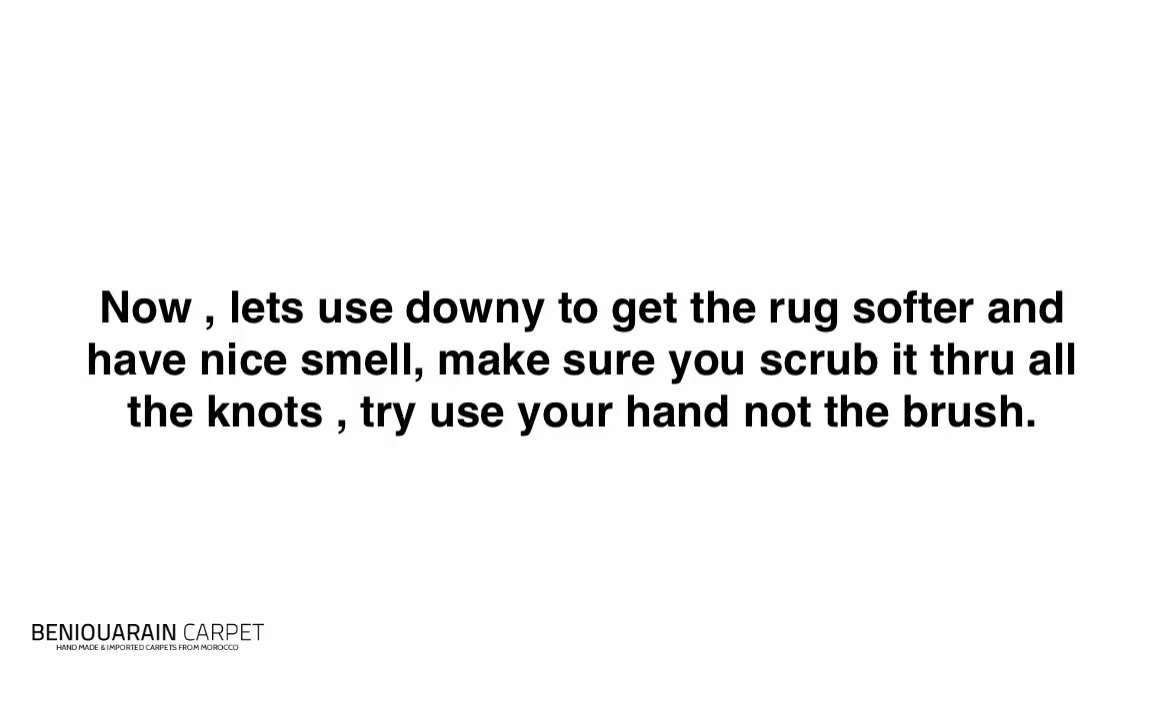 Now , lets use downy to get the rug softer and
have nice smell, make sure you scrub it thru all
the knots , try use your hand not the brush.
BENIOUARAIN CARPET
HAND MADE & IMPORTED CARPETS FROM MOROCCO